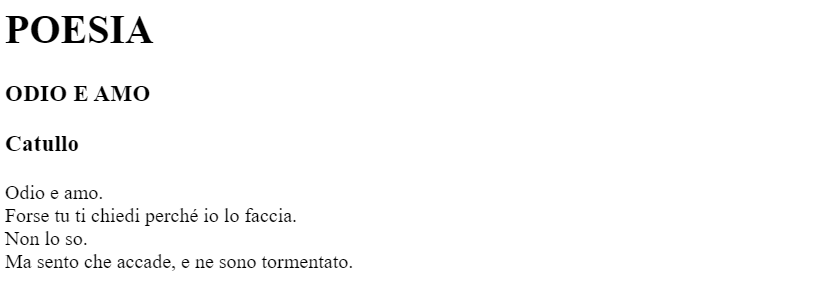 POESIA
ODIO E AMO
Catullo
Odio e amo.
Forse tu ti chiedi perché io lo faccia.
Non lo so.
Ma sento che accade, e ne sono tormentato.